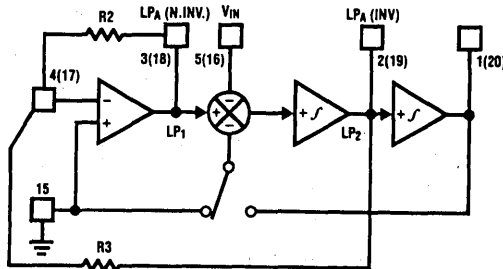 R2
LPA (N.INV.)
VIN
LPA (INV)
3(18)
5(16)
2(19)
1(20)
4(17)
−
+
LP1
+
−
−
+ ∫
LP2
+ ∫
15
R3